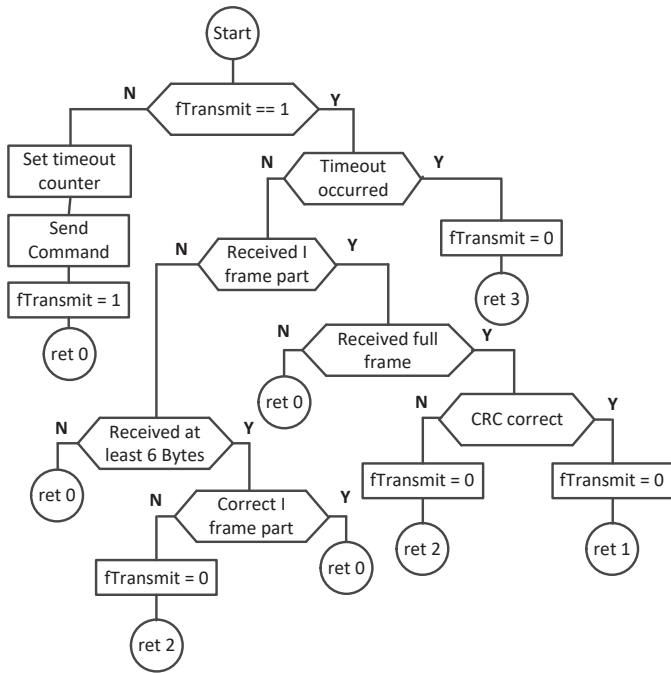 Start
N
fTransmit == 1
Y
Set timeout
counter
N
Timeout
occurred
Y
Send
Command
N
Received I
frame part
Y
fTransmit = 0
fTransmit = 1
ret 3
ret 0
N
Received full
frame
Y
ret 0
N
CRC correct
Y
N
Received at
least 6 Bytes
Y
fTransmit = 0
fTransmit = 0
ret 0
N
Correct I
frame part
Y
ret 2
ret 1
fTransmit = 0
ret 0
ret 2